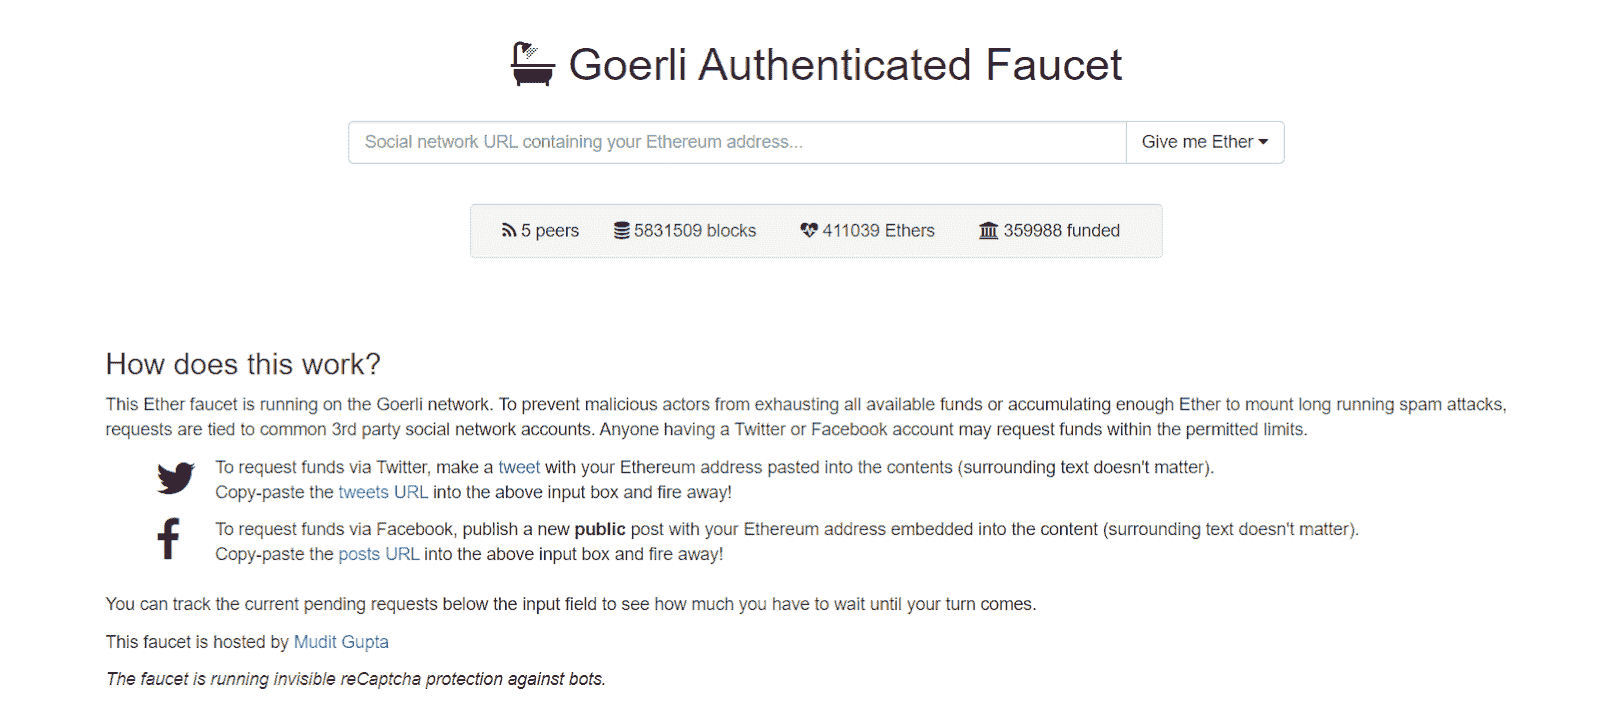 Goerli Authenticated Faucet
Social network URL containing your Ethereum address...
Give me Ether
5 peers 5831509 blocks 411039 Ethers 359988 funded
How does this work?
This Ether faucet is running on the Goerli network. To prevent malicious actors from exhausting all available funds or accumulating enough Ether to mount long running spam attacks,
requests are tied to common 3rd party social network accounts. Anyone having a Twitter or Facebook account may request funds within the permitted limits.
To request funds via Twitter, make a tweet with your Ethereum address pasted into the contents (surrounding text doesn't matter).
Copy-paste the tweets URL into the above input box and fire away!
To request funds via Facebook, publish a new public post with your Ethereum address embedded into the content (surrounding text doesn't matter).
Copy-paste the posts URL into the above input box and fire away!
You can track the current pending requests below the input field to see how much you have to wait until your turn comes.
This faucet is hosted by Mudit Gupta
The faucet is running invisible reCaptcha protection against bots.